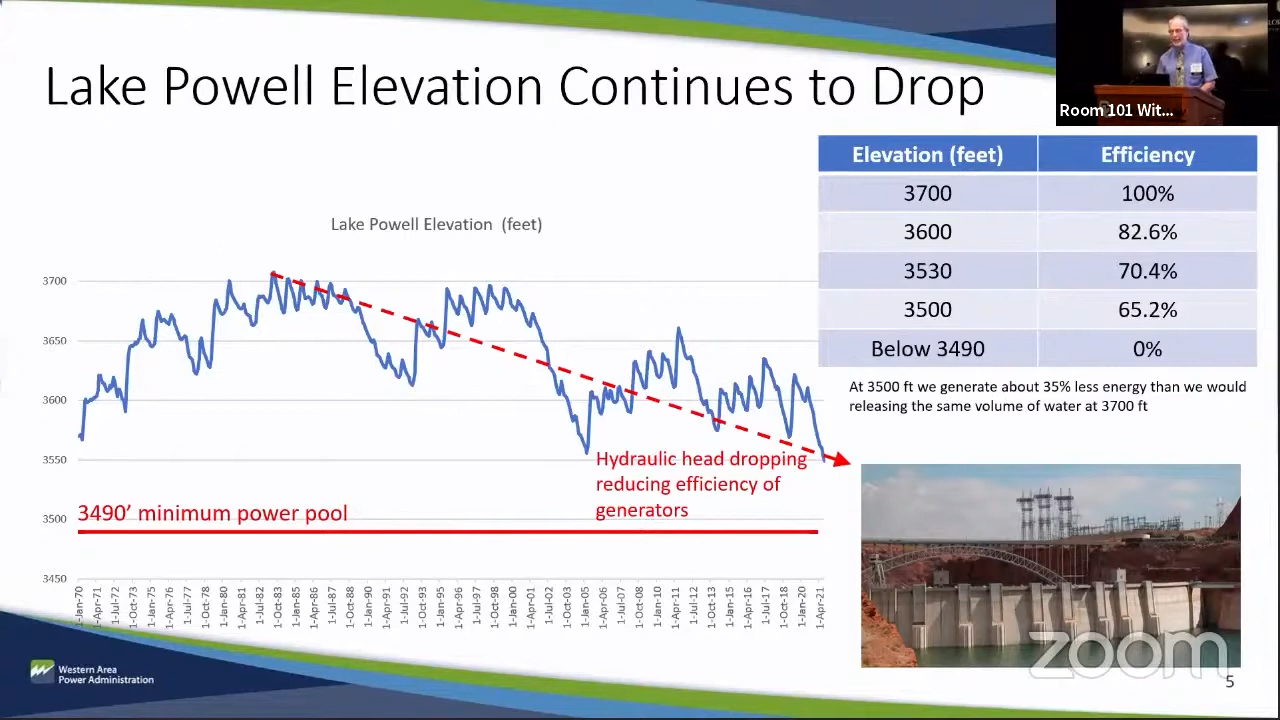 Lake Powell Elevation Continues to Drop
Room 101 Wit...
Elevation (feet) Efficiency
3700 100%
3600 82.6%
3530 70.4%
3500 65.2%
Below 3490 0%
At 3500 ft we generate about 35% less energy than we would
releasing the same volume of water at 3700 ft
Lake Powell Elevation (feet)
3700
3650
3600
3550
3500
3450
Hydraulic head dropping
reducing efficiency of
generators
3490’ minimum power pool
1-Jan-70
1-Apr-71
1-Jul-72
1-Oct-73
1-Jan-75
1-Apr-76
1-Jul-77
1-Oct-78
1-Jan-80
1-Apr-81
1-Jul-82
1-Oct-83
1-Jan-85
1-Apr-86
1-Jul-87
1-Oct-88
1-Jan-90
1-Apr-91
1-Jul-92
1-Oct-93
1-Jan-95
1-Apr-96
1-Jul-97
1-Oct-98
1-Jan-00
1-Apr-01
1-Jul-02
1-Oct-03
1-Jan-05
1-Apr-06
1-Jul-07
1-Oct-08
1-Jan-10
1-Apr-11
1-Jul-12
1-Oct-13
1-Jan-15
1-Apr-16
1-Jul-17
1-Oct-18
1-Jan-20
1-Apr-21
Western Area
Power Administration
zoom
5